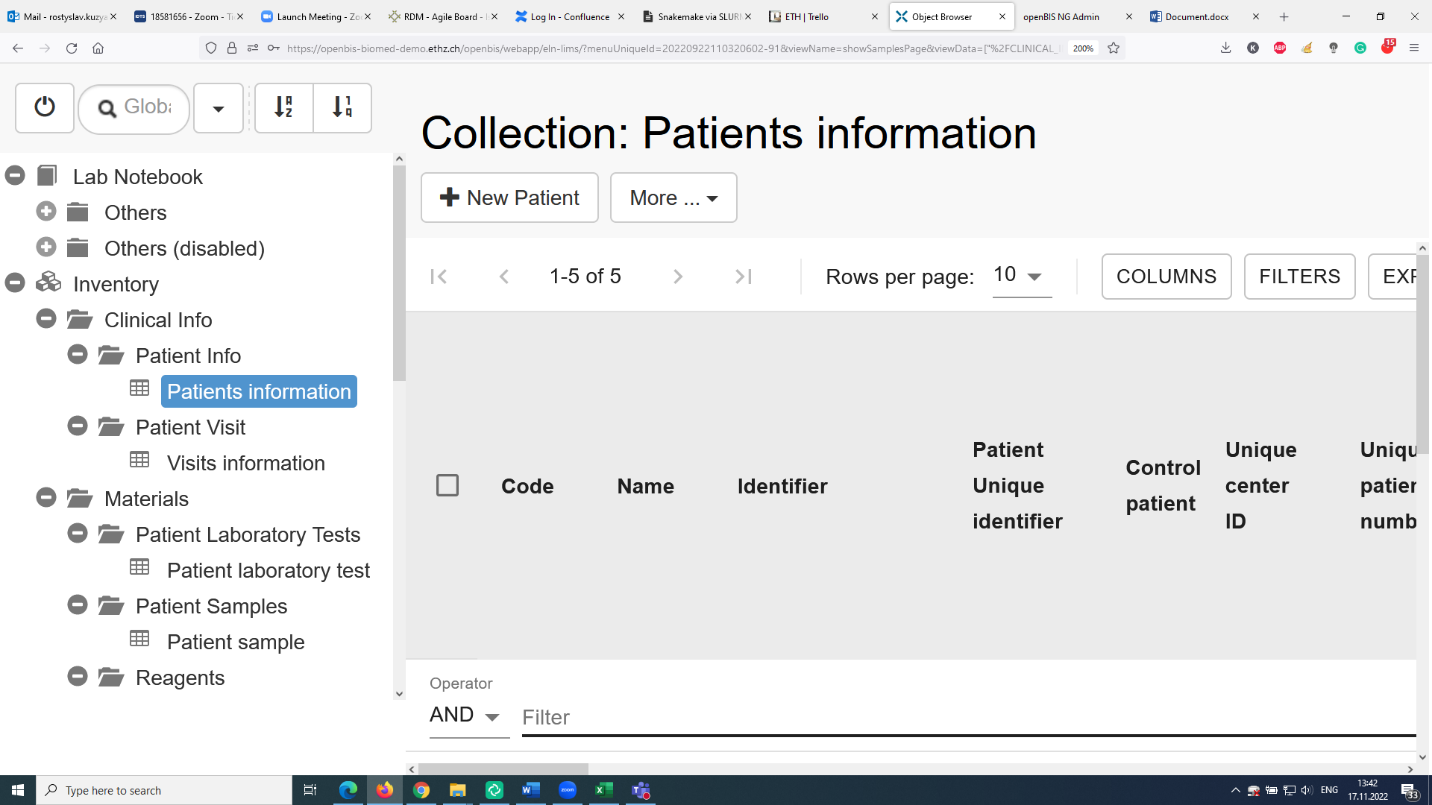 Mail - rostyslav.kuzya
18581656 - Zoom - Ti
Launch Meeting - Zo
RDM - Agile Board -
Log In - Confluence
Snakemake via SLURM
ETH | Trello
Object Browser
openBIS NG Admin
Document.docx
https://openbis-biomed-demo.ethz.ch/openbis/webapp/eln-lims/?menuUniqueId=20220922110320602-91&viewName=showSamplesPage&viewData=["%2FCLINICAL_
200%
K
ABP
15
Globa
Lab Notebook
Others
Others (disabled)
Inventory
Clinical Info
Patient Info
Patients information
Patient Visit
Visits information
Materials
Patient Laboratory Tests
Patient laboratory test
Patient Samples
Patient sample
Reagents
Collection: Patients information
New Patient
More ...
1-5 of 5
Rows per page:
10
COLUMNS
FILTERS
EXP
Code
Name
Identifier
Patient
Unique
identifier
Control
patient
Unique
center
ID
Uniqu
patien
numb
Operator
AND
Filter
Type here to search
ENG
13:42
17.11.2022
33